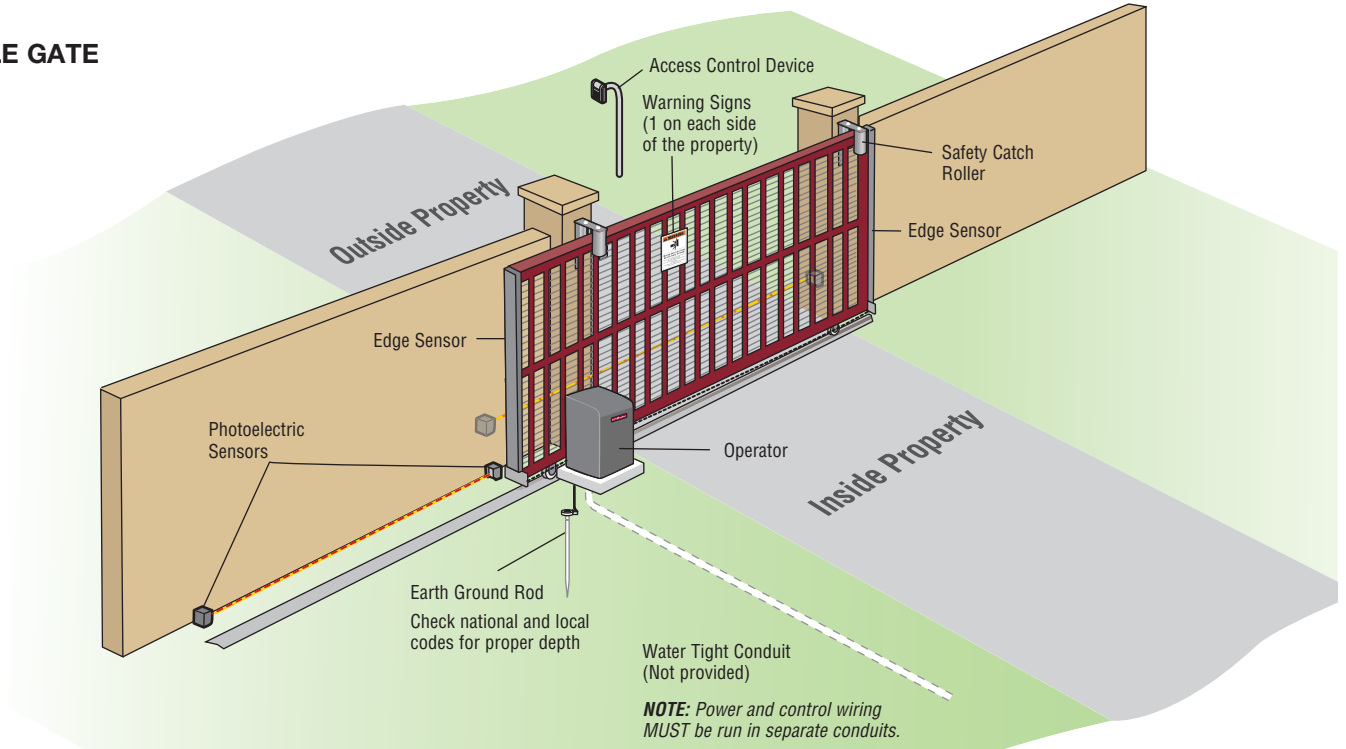 LE GATE
Access Control Device
Warning Signs
(1 on each side
of the property)
Safety Catch
Roller
Outside Property
Edge Sensor
Edge Sensor
Photoelectric
Sensors
Operator
Inside Property
Earth Ground Rod
Check national and local
codes for proper depth
Water Tight Conduit
(Not provided)
NOTE: Power and control wiring
MUST be run in separate conduits.